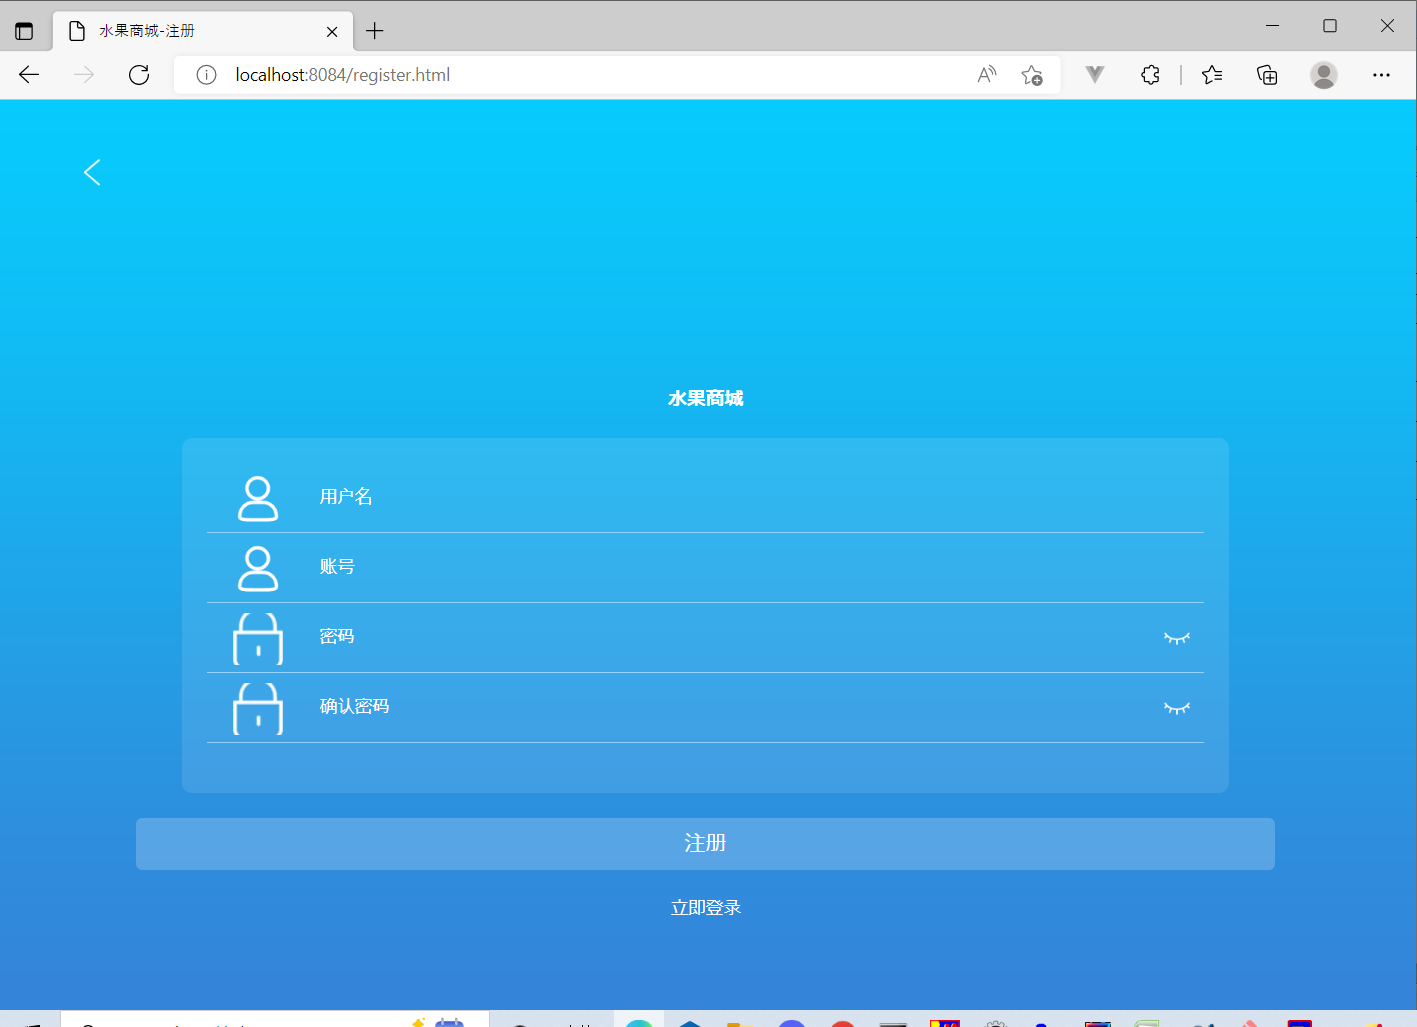 水果商城-注册
localhost:8084/register.html
水果商城
用户名
账号
密码
确认密码
注册
立即登录